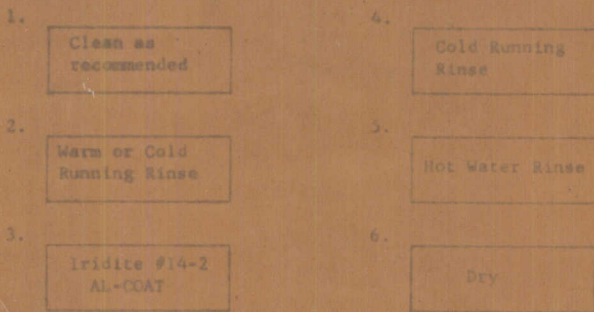 1.
Clean as
recommended
2.
Warm or Cold
Running Rinse
3.
Iridite #14-2
AL-COAT
4.
Cold Running
Rinse
5.
Hot Water Rinse
6.
Dry